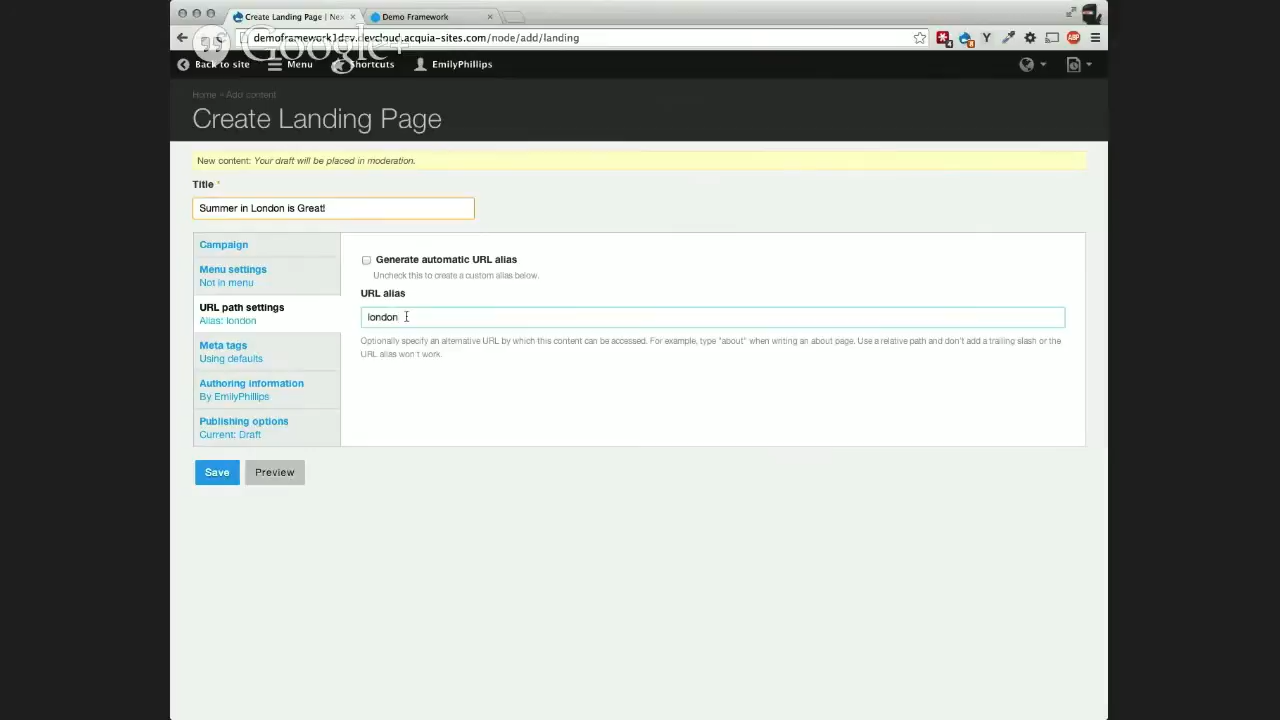 Create Landing Page | Ne
Demo Framework
demoframework1dev.devcloud.acquia-sites.com/node/add/landing
Google+
Back to site
Menu
Shortcuts
EmilyPhillips
Home » Add content
Create Landing Page
New content: Your draft will be placed in moderation.
Title *
Summer in London is Great!
Campaign
Menu settings
Not in menu
URL path settings
Alias: london
Meta tags
Using defaults
Authoring information
By EmilyPhillips
Publishing options
Current: Draft
Generate automatic URL alias
Uncheck this to create a custom alias below.
URL alias
london
Optionally specify an alternative URL by which this content can be accessed. For example, type "about" when writing an about page. Use a relative path and don't add a trailing slash or the
URL alias won't work.
Save
Preview